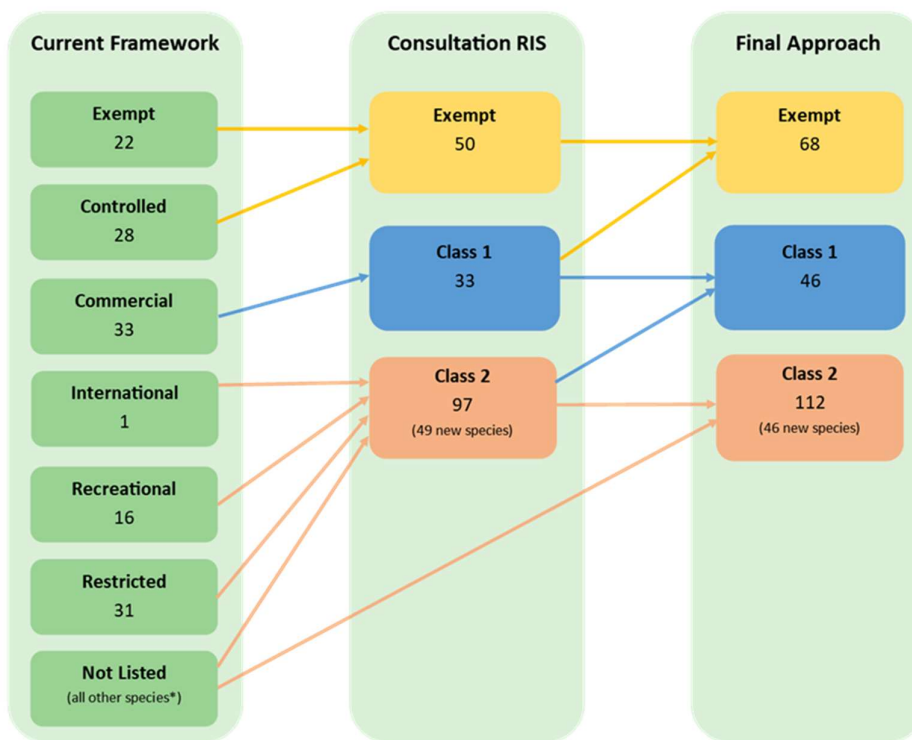 Current Framework
Exempt
22
Controlled
28
Commercial
33
International
1
Recreational
16
Restricted
31
Not Listed
(all other species*)
Consultation RIS
Exempt
50
Class 1
33
Class 2
97
(49 new species)
Final Approach
Exempt
68
Class 1
46
Class 2
112
(46 new species)